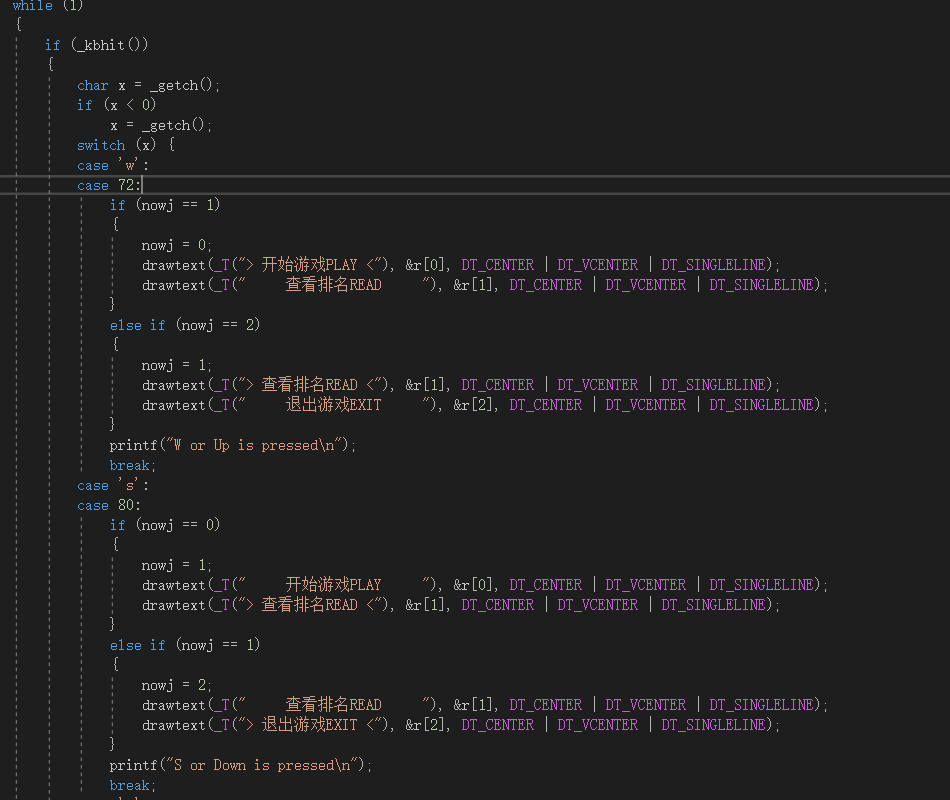 while (1)
{
if (_kbhit())
{
char x = _getch();
if (x < 0)
x = _getch();
switch (x) {
case 'w':
case 72:
if (nowj == 1)
{
nowj = 0;
drawtext(_T("> 开始游戏PLAY <"), &r[0], DT_CENTER | DT_VCENTER | DT_SINGLELINE);
drawtext(_T("     查看排名READ     "), &r[1], DT_CENTER | DT_VCENTER | DT_SINGLELINE);
}
else if (nowj == 2)
{
nowj = 1;
drawtext(_T("> 查看排名READ <"), &r[1], DT_CENTER | DT_VCENTER | DT_SINGLELINE);
drawtext(_T("     退出游戏EXIT     "), &r[2], DT_CENTER | DT_VCENTER | DT_SINGLELINE);
}
printf("W or Up is pressed\n");
break;
case 's':
case 80:
if (nowj == 0)
{
nowj = 1;
drawtext(_T("     开始游戏PLAY     "), &r[0], DT_CENTER | DT_VCENTER | DT_SINGLELINE);
drawtext(_T("> 查看排名READ <"), &r[1], DT_CENTER | DT_VCENTER | DT_SINGLELINE);
}
else if (nowj == 1)
{
nowj = 2;
drawtext(_T("     查看排名READ     "), &r[1], DT_CENTER | DT_VCENTER | DT_SINGLELINE);
drawtext(_T("> 退出游戏EXIT <"), &r[2], DT_CENTER | DT_VCENTER | DT_SINGLELINE);
}
printf("S or Down is pressed\n");
break;